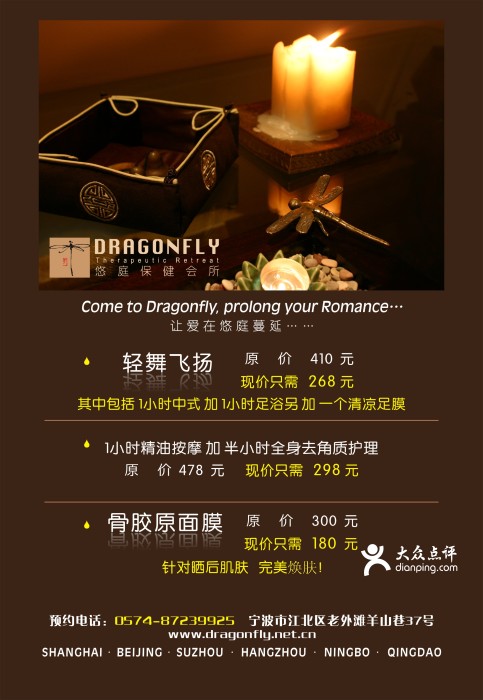 DRAGONFLY
Therapeutic Retreat
悠庭保健会所
Come to Dragonfly, prolong your Romance…
让爱在悠庭蔓延……
轻舞飞扬 原 价 410 元
现价只需 268 元
其中包括 1小时中式 加 1小时足浴另 加 一个清凉足膜
1小时精油按摩 加 半小时全身去角质护理
原 价 478 元 现价只需 298 元
骨胶原面膜 原 价 300 元
现价只需 180 元
针对晒后肌肤 完美焕肤!
大众点评
dianping.com
预约电话：0574-87239925 宁波市江北区老外滩羊山巷37号
www.dragonfly.net.cn
SHANGHAI · BEIJING · SUZHOU · HANGZHOU · NINGBO · QINGDAO